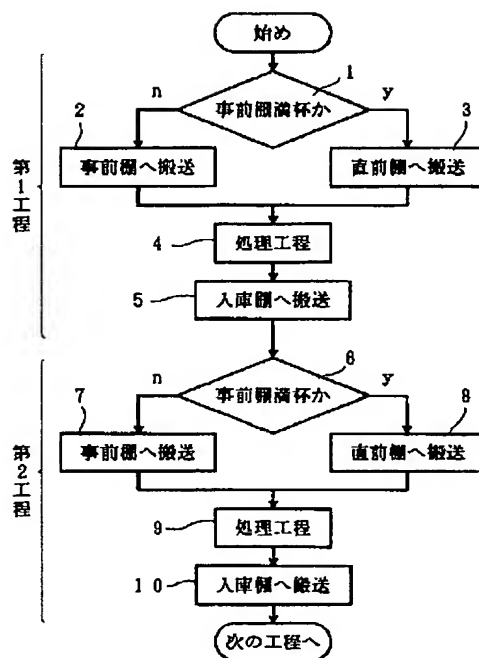 始め
1
事前棚満杯か
n
y
2
3
事前棚へ搬送
直前棚へ搬送
第1工程
4
処理工程
5
入庫棚へ搬送
6
事前棚満杯か
n
y
7
8
事前棚へ搬送
直前棚へ搬送
第2工程
9
処理工程
10
入庫棚へ搬送
次の工程へ